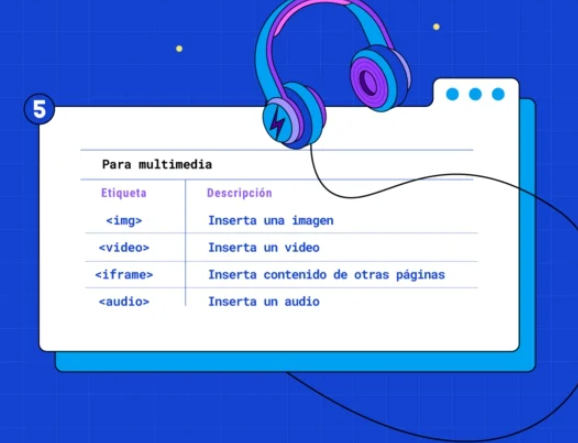 5
Para multimedia
Etiqueta Descripción
<img> Inserta una imagen
<video> Inserta un video
<iframe> Inserta contenido de otras páginas
<audio> Inserta un audio